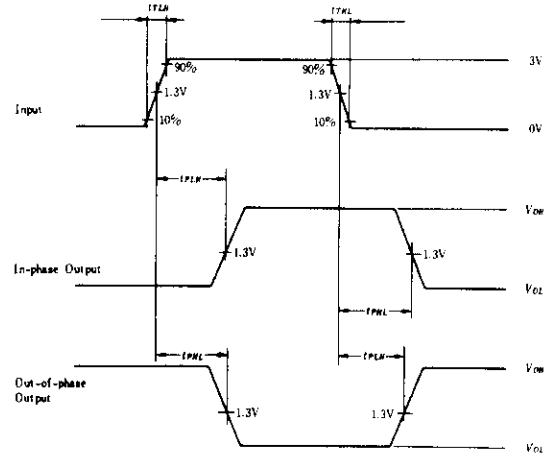 tTLH tTHL
90% 90% 3V
1.3V 1.3V
Input
10% 10% 0V
tPLH
VOH
1.3V 1.3V
In-phase Output
VOL
tPHL
tPHL tPLH
VOH
Out-of-phase
Output
1.3V 1.3V
VOL